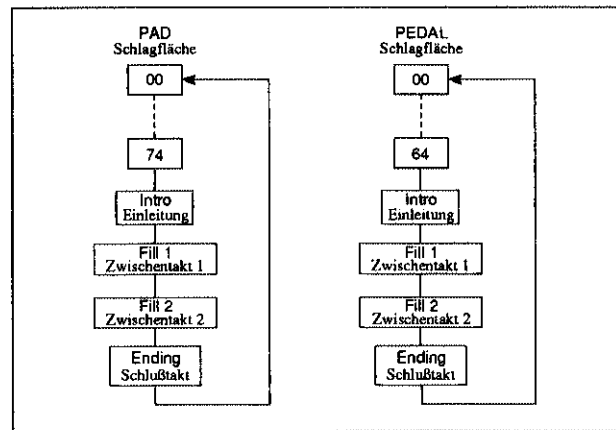 PAD
Schlagfläche
00
74
Intro
Einleitung
Fill 1
Zwischentakt 1
Fill 2
Zwischentakt 2
Ending
Schlußtakt
PEDAL
Schlagfläche
00
64
Intro
Einleitung
Fill 1
Zwischentakt 1
Fill 2
Zwischentakt 2
Ending
Schlußtakt